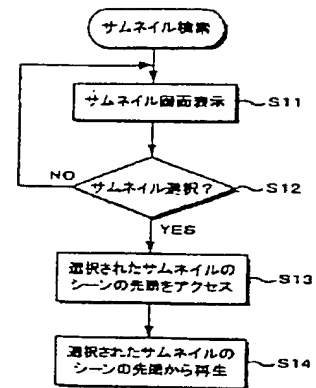 サムネイル検索
サムネイル画面表示
S11
NO
サムネイル選択?
S12
YES
選択されたサムネイルの
シーンの先頭をアクセス
S13
選択されたサムネイルの
シーンの先頭から再生
S14